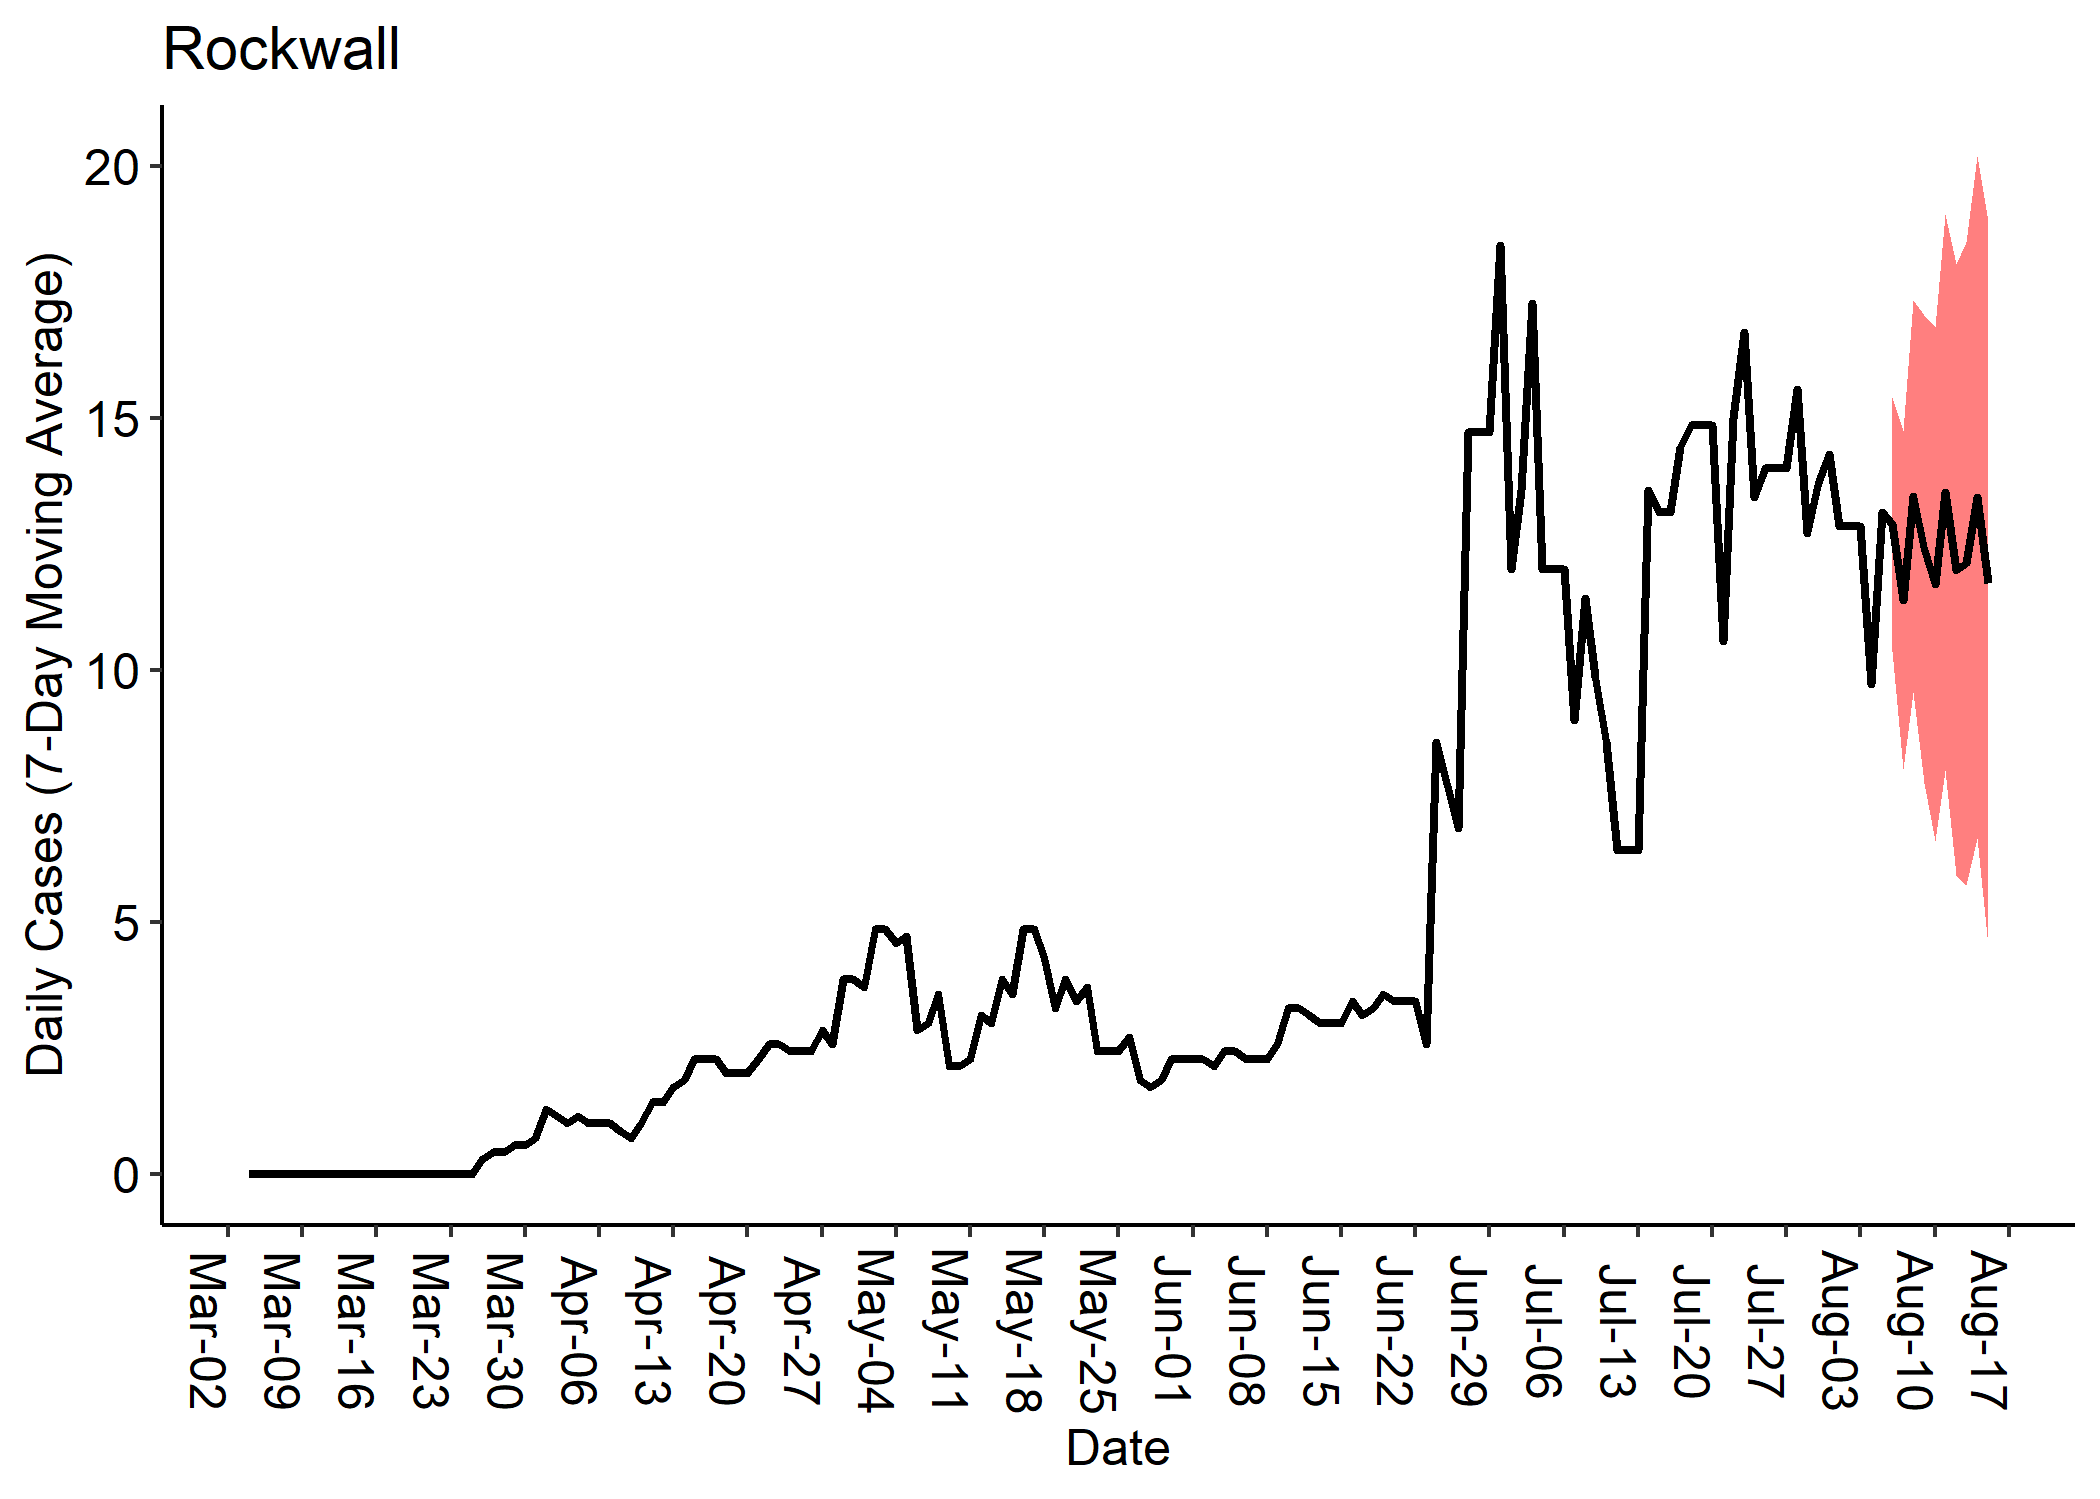 Rockwall
Daily Cases (7-Day Moving Average)
20
15
10
5
0
Mar-02
Mar-09
Mar-16
Mar-23
Mar-30
Apr-06
Apr-13
Apr-20
Apr-27
May-04
May-11
May-18
May-25
Jun-01
Jun-08
Jun-15
Jun-22
Jun-29
Jul-06
Jul-13
Jul-20
Jul-27
Aug-03
Aug-10
Aug-17
Date